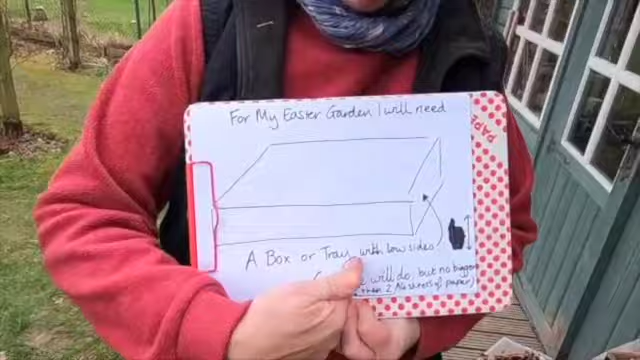 For My Easter Garden I will need
A Box or Tray with low sides
will do, but no bigger
than 2 A4 sheets of paper)
PAP